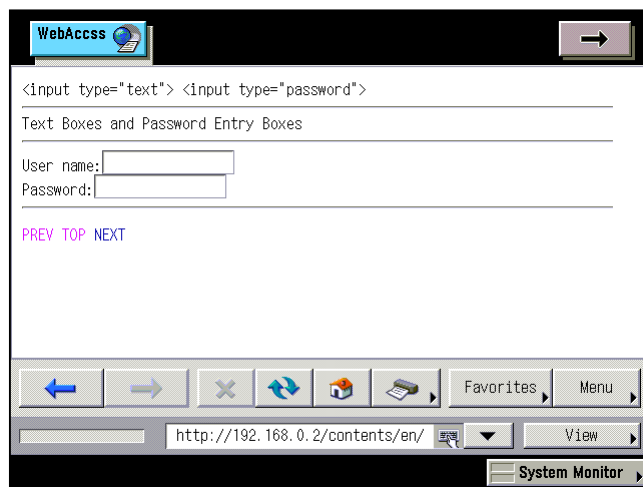 WebAccss
<input type="text"> <input type="password">
Text Boxes and Password Entry Boxes
User name:
Password:
PREV TOP NEXT
Favorites Menu
http://192.168.0.2/contents/en/ View
System Monitor